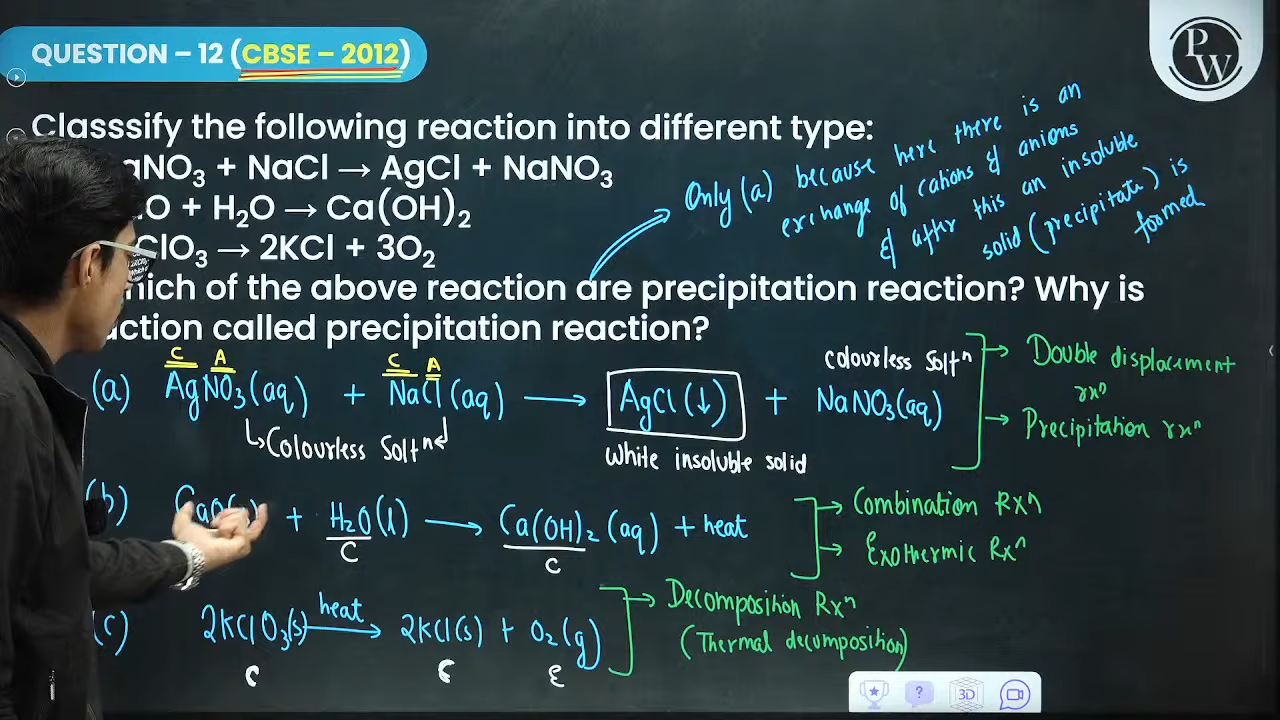 QUESTION – 12 (CBSE – 2012)
PW
Classsify the following reaction into different type:
gNO₃ + NaCl → AgCl + NaNO₃
O + H₂O → Ca(OH)₂
ClO₃ → 2KCl + 3O₂
hich of the above reaction are precipitation reaction? Why is
action called precipitation reaction?
Only (a) because here there is an
exchange of cations & anions
& after this an insoluble
solid (precipitate) is
formed
C A C A
(a) AgNO₃(aq) + NaCl(aq) ⟶ AgCl(↓) + NaNO₃(aq)
colourless Soltⁿ
Colourless Soltⁿ
White insoluble solid
Double displacement
rxⁿ
Precipitation rxⁿ
b) CaO + H₂O(l) ⟶ Ca(OH)₂(aq) + heat
C C
Combination Rxⁿ
Exothermic Rxⁿ
(c) 2KClO₃(s) heat ⟶ 2KCl(s) + O₂(g)
C C E
Decomposition Rxⁿ
(Thermal decomposition)
? 3D